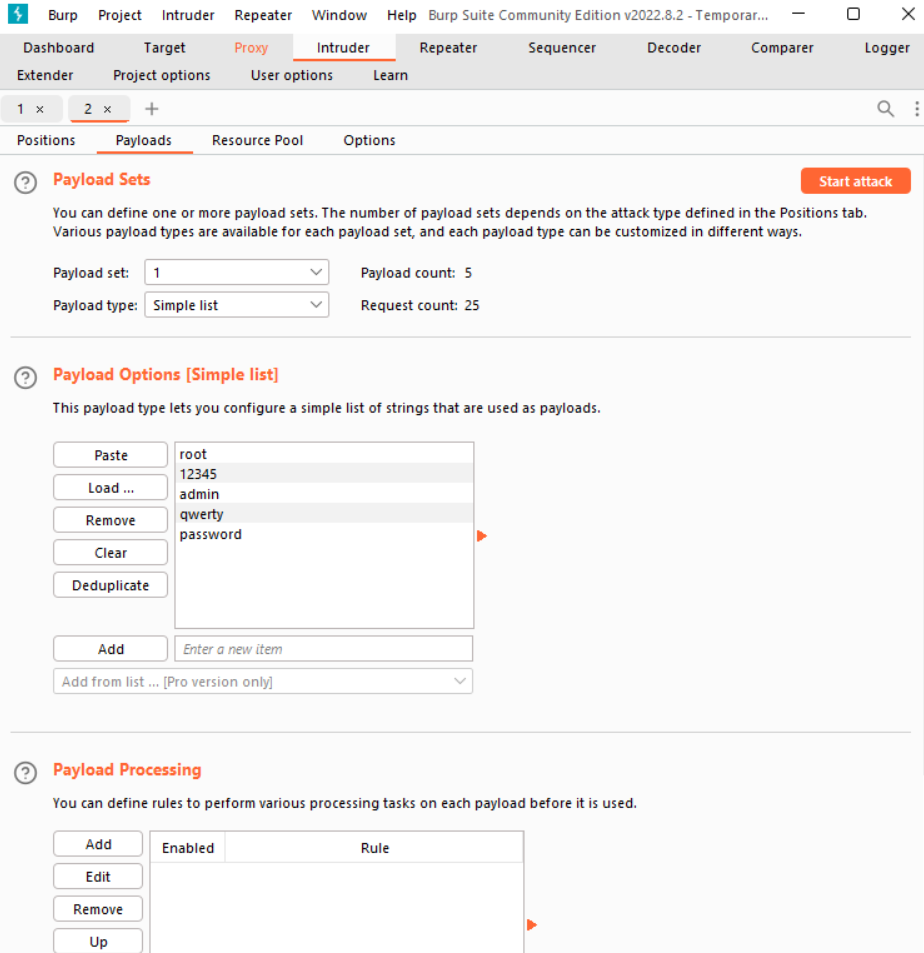 Burp Project Intruder Repeater Window Help Burp Suite Community Edition v2022.8.2 - Temporar...
Dashboard Target Proxy Intruder Repeater Sequencer Decoder Comparer Logger
Extender Project options User options Learn
1 × 2 × +
Positions Payloads Resource Pool Options
? Payload Sets Start attack
You can define one or more payload sets. The number of payload sets depends on the attack type defined in the Positions tab.
Various payload types are available for each payload set, and each payload type can be customized in different ways.
Payload set: 1 Payload count: 5
Payload type: Simple list Request count: 25
? Payload Options [Simple list]
This payload type lets you configure a simple list of strings that are used as payloads.
Paste root
12345
Load ... admin
Remove qwerty
password
Clear
Deduplicate
Add Enter a new item
Add from list ... [Pro version only]
? Payload Processing
You can define rules to perform various processing tasks on each payload before it is used.
Add Enabled Rule
Edit
Remove
Up